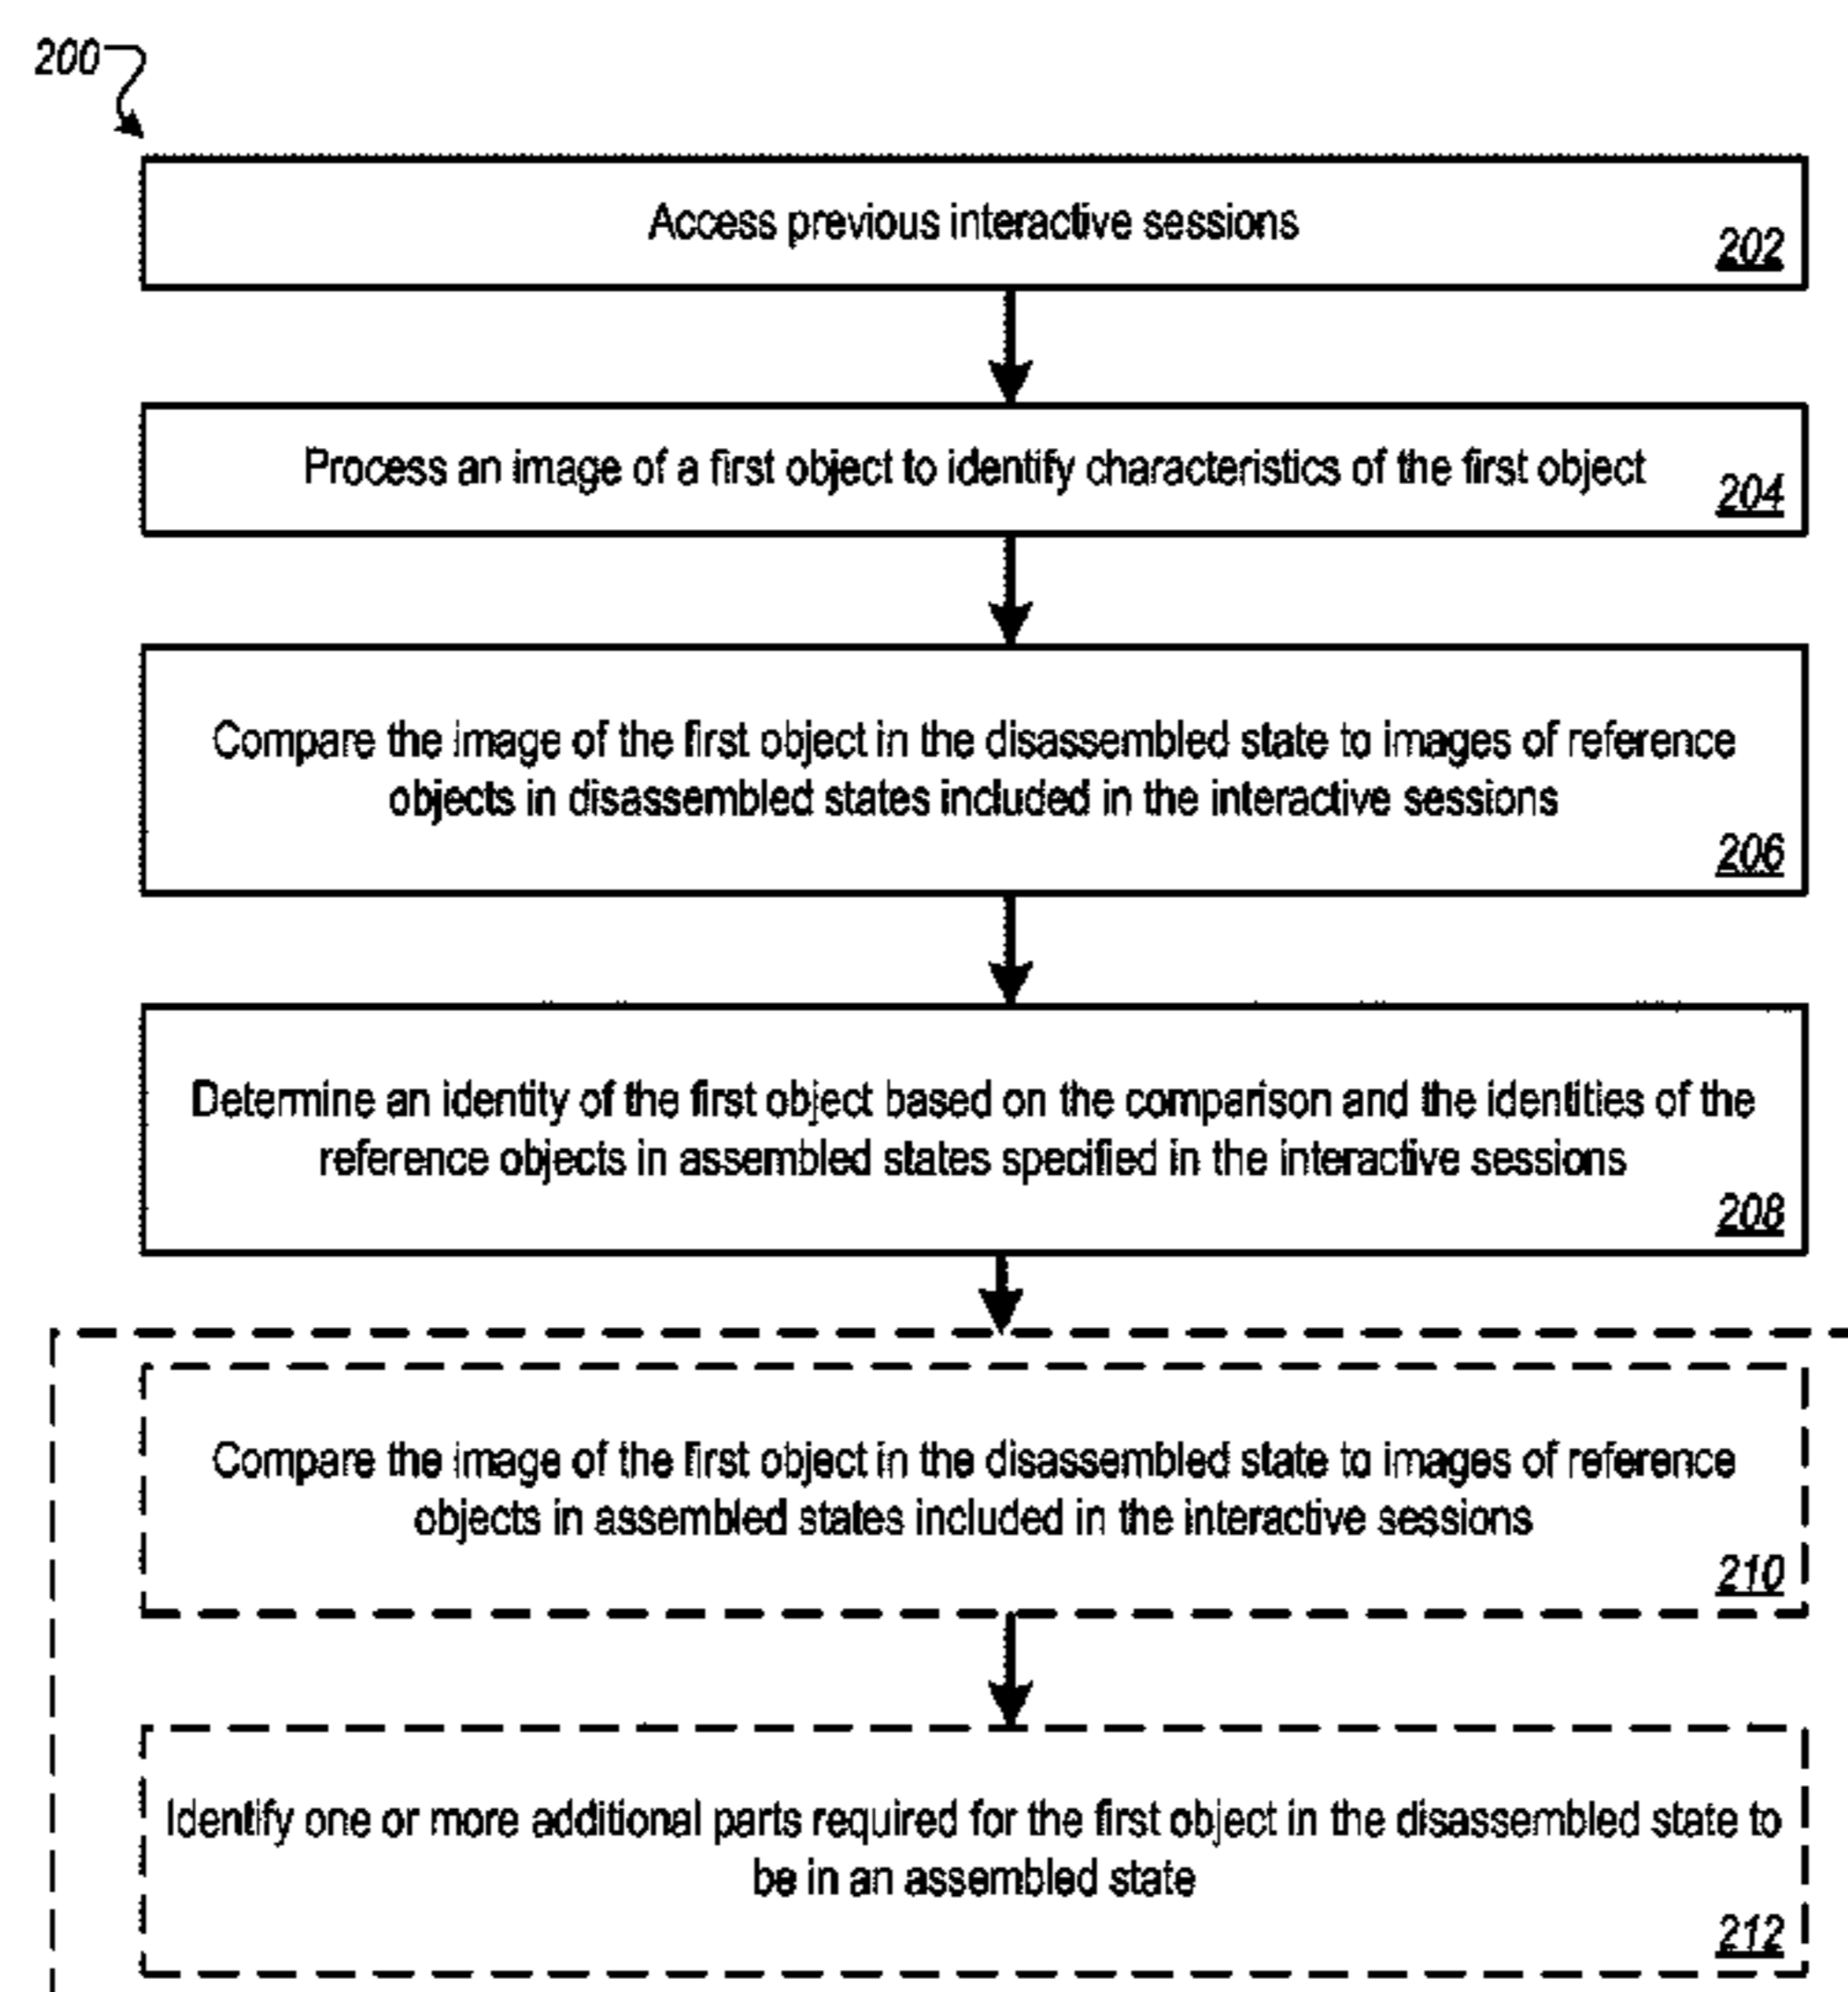 200
Access previous interactive sessions
202
Process an image of a first object to identify characteristics of the first object
204
Compare the image of the first object in the disassembled state to images of reference
objects in disassembled states included in the interactive sessions
206
Determine an identity of the first object based on the comparison and the identities of the
reference objects in assembled states specified in the interactive sessions
208
Compare the image of the first object in the disassembled state to images of reference
objects in assembled states included in the interactive sessions
210
Identify one or more additional parts required for the first object in the disassembled state to
be in an assembled state
212